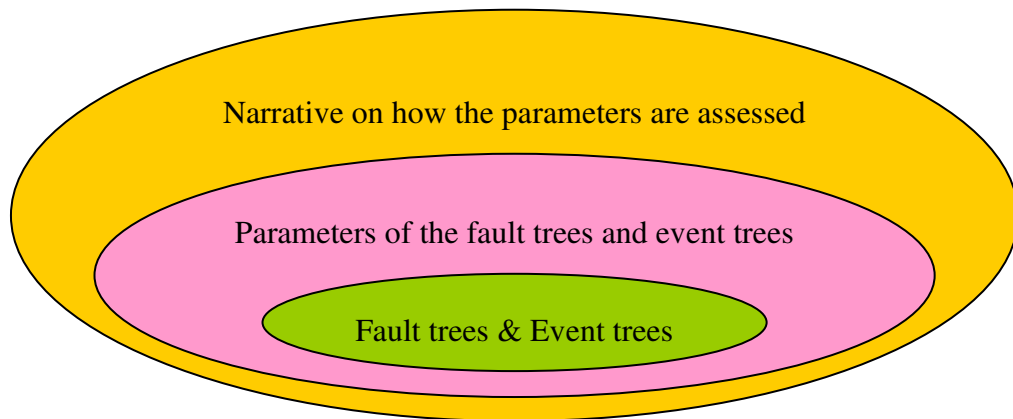 Narrative on how the parameters are assessed
Parameters of the fault trees and event trees
Fault trees & Event trees